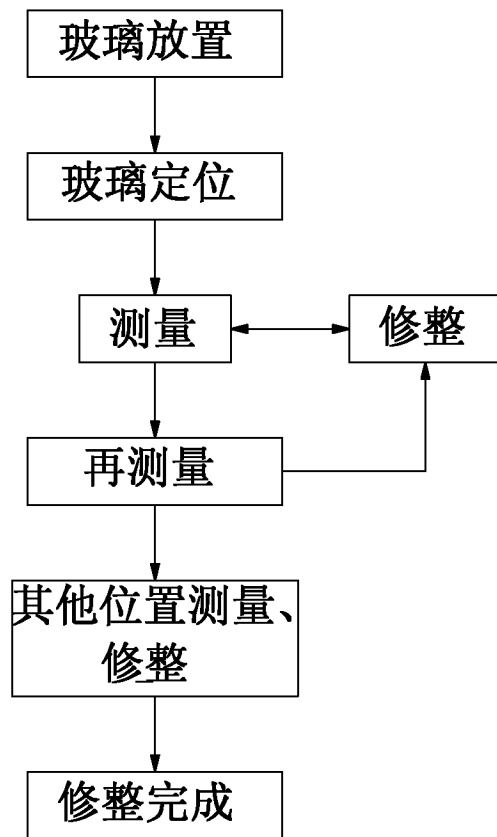 玻璃放置
玻璃定位
测量
修整
再测量
其他位置测量、
修整
修整完成